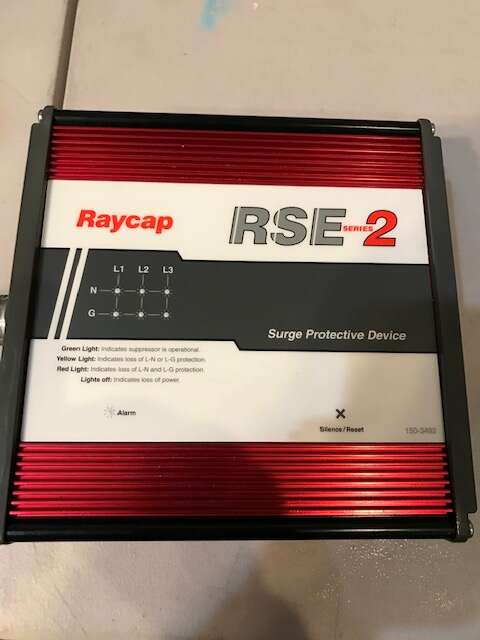 Raycap
RSE SERIES 2
L1 L2 L3
N
G
Surge Protective Device
Green Light: Indicates suppressor is operational.
Yellow Light: Indicates loss of L-N or L-G protection.
Red Light: Indicates loss of L-N and L-G protection.
Lights off: Indicates loss of power.
Alarm
Silence/Reset
150-3492